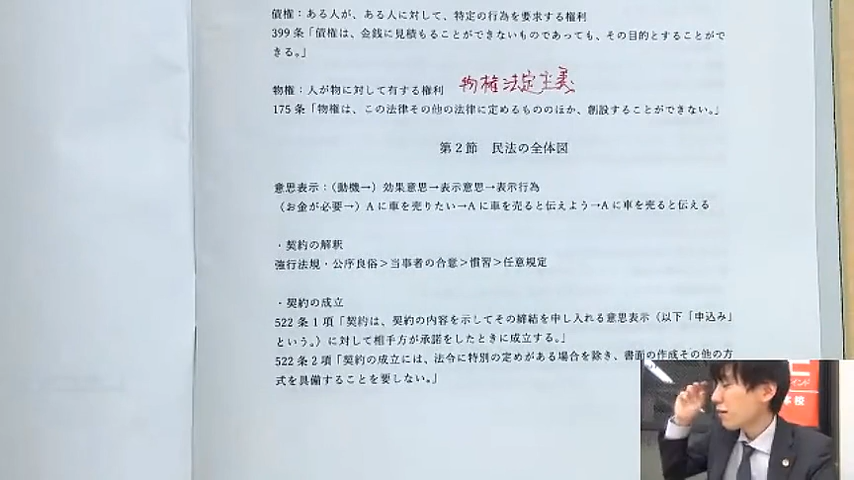 債権：ある人が、ある人に対して、特定の行為を要求する権利
399条「債権は、金銭に見積もることができないものであっても、その目的とすることがで
きる。」
物権：人が物に対して有する権利 物権法定主義
175条「物権は、この法律その他の法律に定めるもののほか、創設することができない。」
第2節 民法の全体図
意思表示：（動機→）効果意思→表示意思→表示行為
（お金が必要→）Aに車を売りたい→Aに車を売ると伝えよう→Aに車を売ると伝える
・契約の解釈
強行法規・公序良俗＞当事者の合意＞慣習＞任意規定
・契約の成立
522条1項「契約は、契約の内容を示してその締結を申し入れる意思表示（以下「申込み」
という。）に対して相手方が承諾をしたときに成立する。」
522条2項「契約の成立には、法令に特別の定めがある場合を除き、書面の作成その他の方
式を具備することを要しない。」
インド
本校